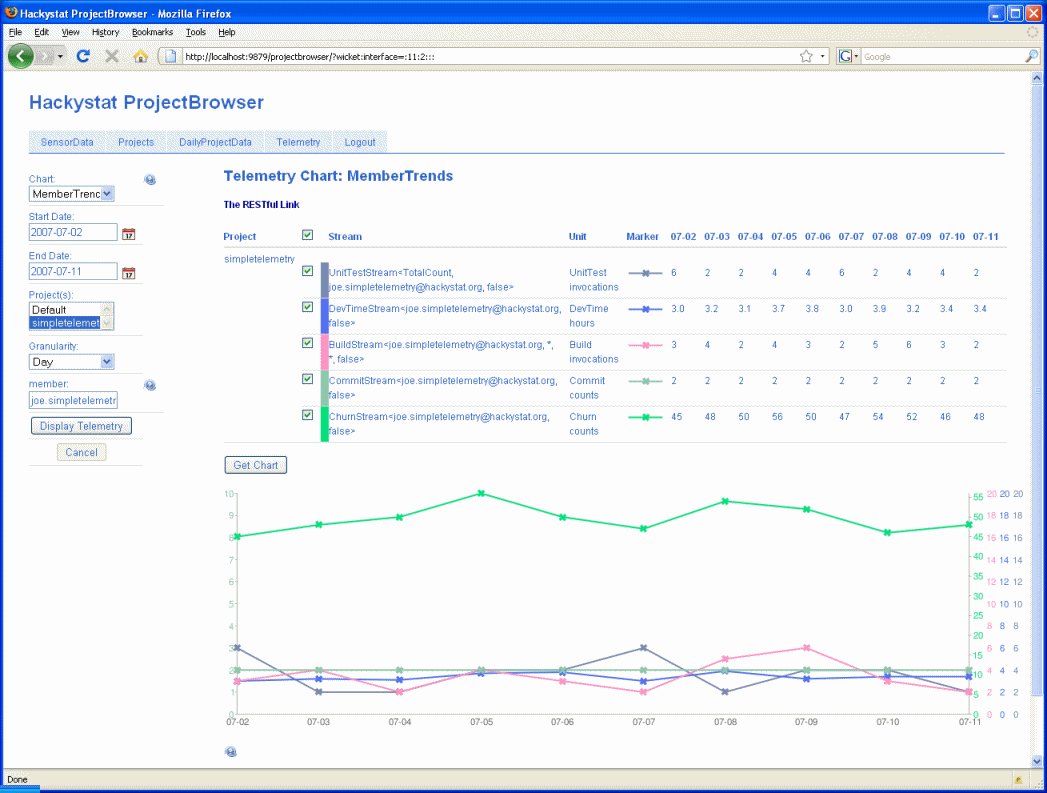 Hackystat ProjectBrowser - Mozilla Firefox
File Edit View History Bookmarks Tools Help
http://localhost:9879/projectbrowser/?wicket:interface=:11:2::: G Google
Hackystat ProjectBrowser
SensorData Projects DailyProjectData Telemetry Logout
Chart:
MemberTrenc
Start Date:
2007-07-02 17
End Date:
2007-07-11 17
Project(s):
Default
simpletelemet
Granularity:
Day
member:
joe.simpletelemetr
Display Telemetry
Cancel
Telemetry Chart: MemberTrends
The RESTful Link
Project Stream Unit Marker 07-02 07-03 07-04 07-05 07-06 07-07 07-08 07-09 07-10 07-11
simpletelemetry
UnitTestStream<TotalCount, UnitTest 6 2 2 4 4 6 2 4 4 2
joe.simpletelemetry@hackystat.org, false> invocations
DevTimeStream<joe.simpletelemetry@hackystat.org, DevTime 3.0 3.2 3.1 3.7 3.8 3.0 3.9 3.2 3.4 3.4
false> hours
BuildStream<joe.simpletelemetry@hackystat.org, *, Build 3 4 2 4 3 2 5 6 3 2
*, false> invocations
CommitStream<joe.simpletelemetry@hackystat.org, Commit 2 2 2 2 2 2 2 2 2 2
false> counts
ChurnStream<joe.simpletelemetry@hackystat.org, Churn 45 48 50 56 50 47 54 52 46 48
false> counts
Get Chart
10 55 20 20 20
9 50 18 18 18
8 45 16 16 16
7 40 14 14 14
6 35 12 12 12
5 30 10 10 10
4 25 8 8 8
3 20 6 6 6
2 15 4 4 4
1 10 2 2 2
0 5 0 0 0
0
07-02 07-03 07-04 07-05 07-06 07-07 07-08 07-09 07-10 07-11
Done